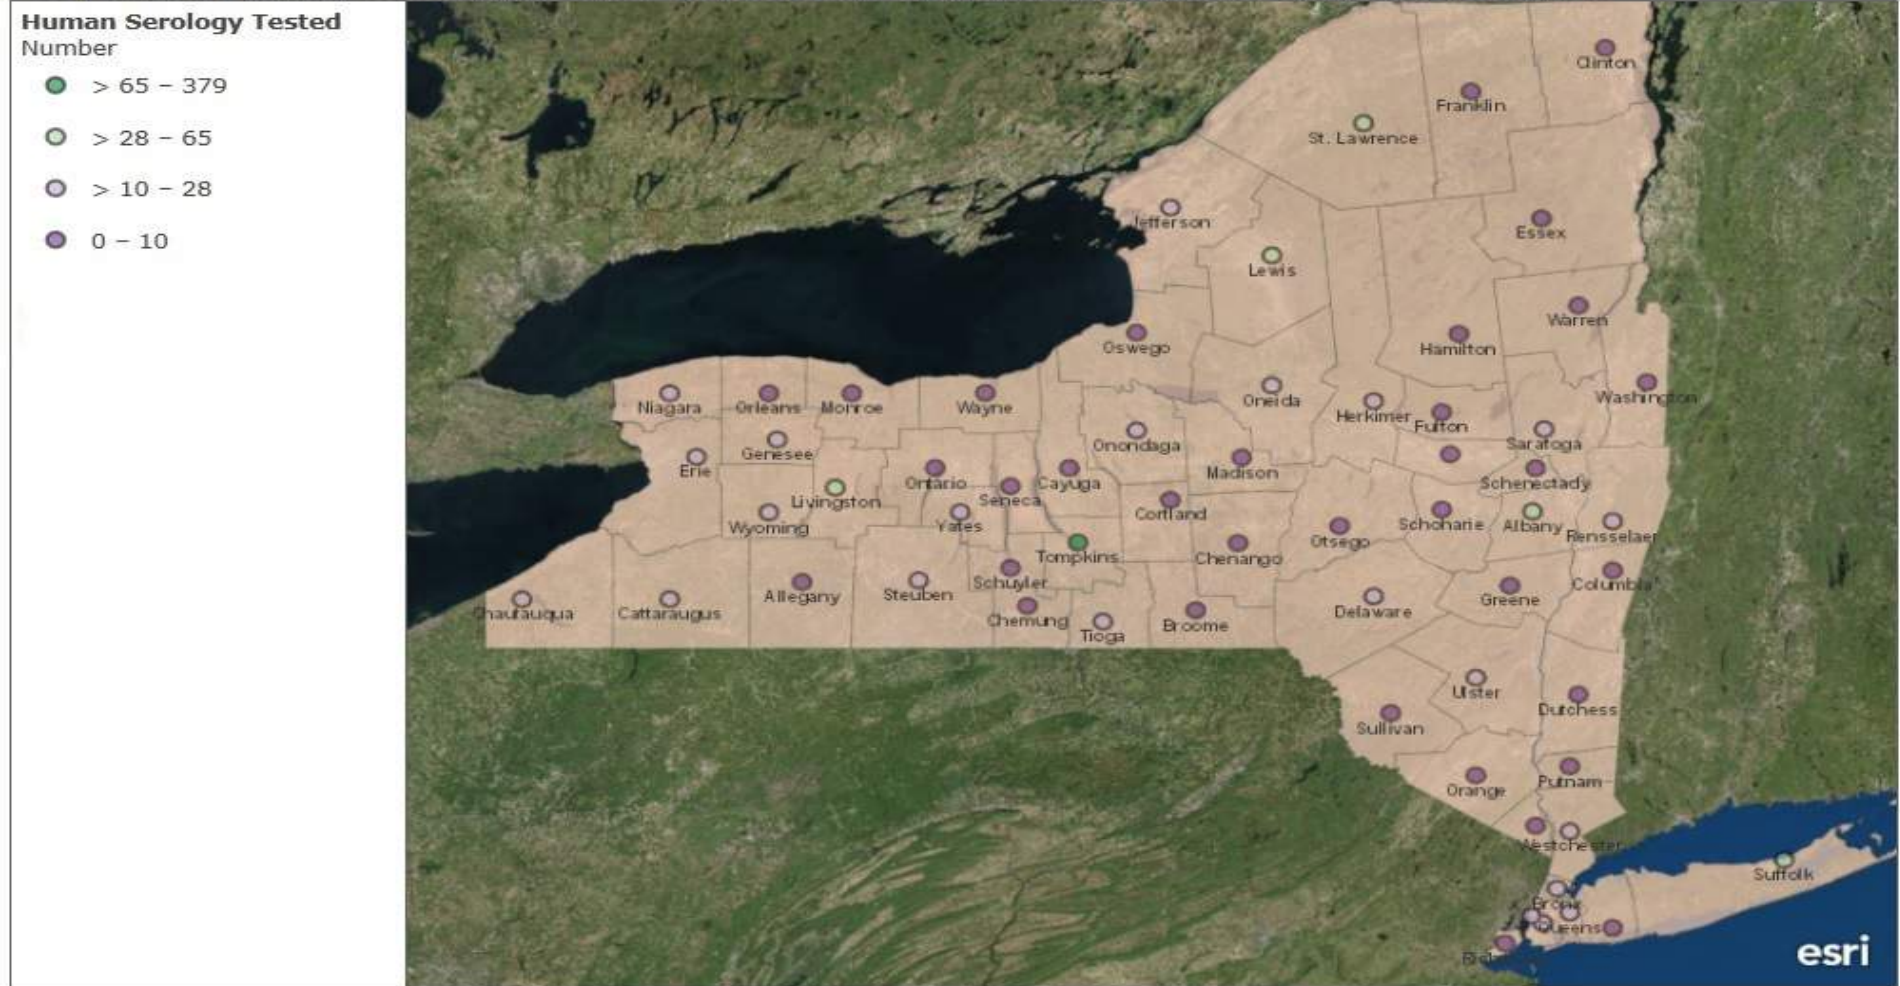 Human Serology Tested
Number
> 65 – 379
> 28 – 65
> 10 – 28
0 – 10
Clinton
Franklin
St. Lawrence
Jefferson
Essex
Lewis
Warren
Oswego
Hamilton
Washington
Niagara
Orleans
Monroe
Wayne
Oneida
Herkimer
Fulton
Saratoga
Onondaga
Genesee
Erie
Madison
Ontario
Cayuga
Schenectady
Livingston
Seneca
Cortland
Wyoming
Yates
Schoharie
Albany
Rensselaer
Otsego
Tompkins
Chenango
Schuyler
Columbia
Allegany
Steuben
Greene
Chautauqua
Cattaraugus
Chemung
Tioga
Broome
Delaware
Ulster
Dutchess
Sullivan
Putnam
Orange
Westchester
Suffolk
Bronx
Queens
esri